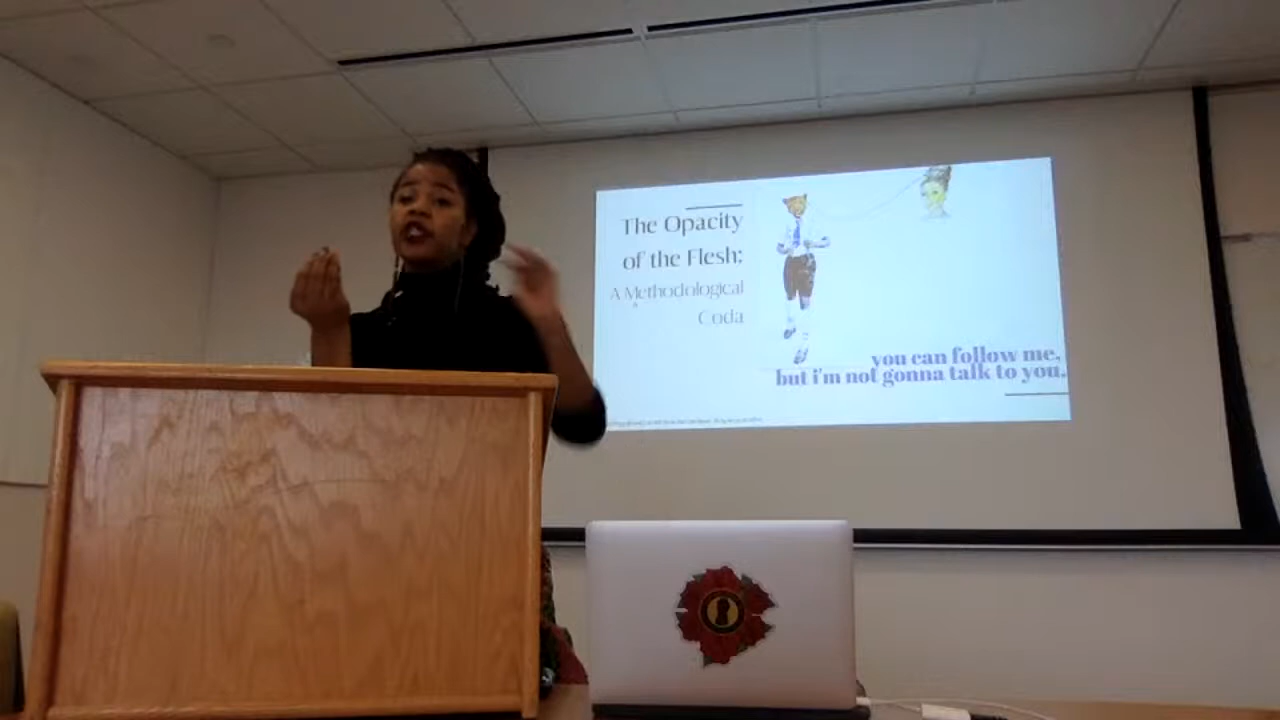 The Opacity
of the Flesh:
A Methodological
Coda
you can follow me,
but i'm not gonna talk to you.